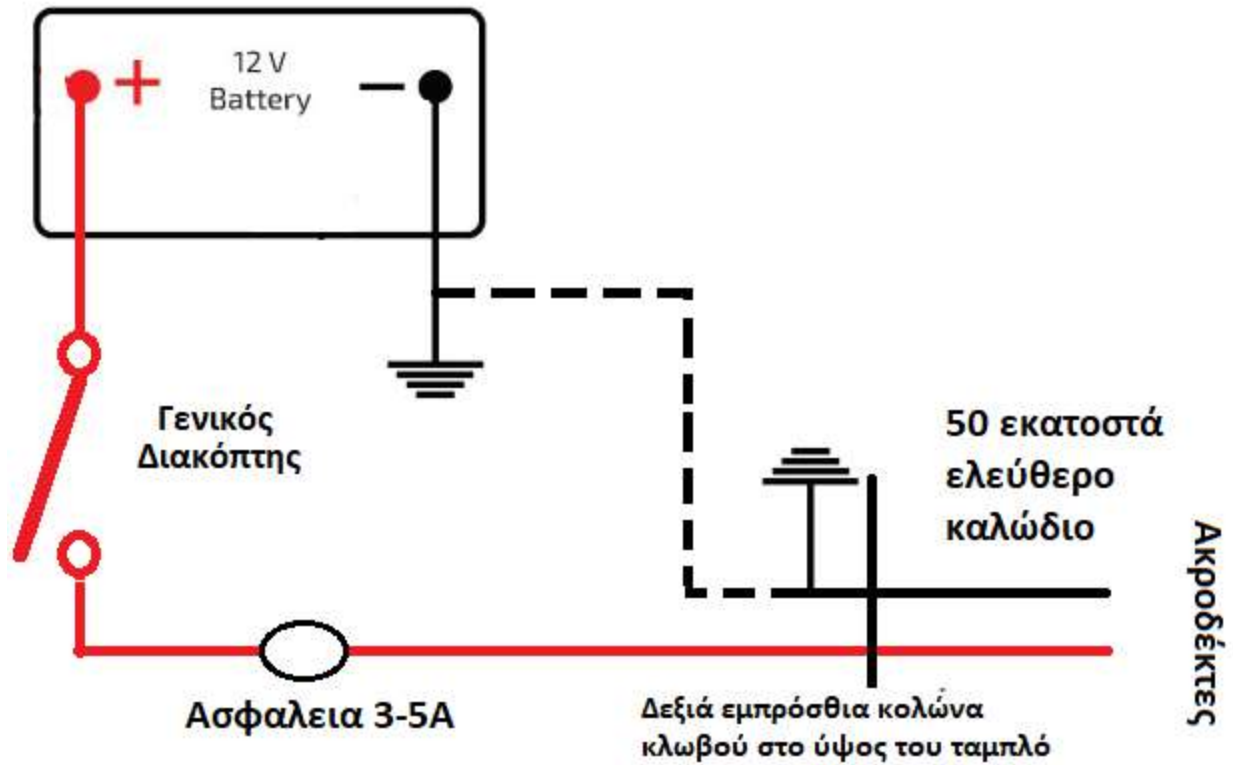 +
12 V
Battery
—
Γενικός
Διακόπτης
50 εκατοστά
ελεύθερο
καλώδιο
Ακροδέκτες
Ασφαλεια 3-5Α
Δεξιά εμπρόσθια κολώνα
κλωβού στο ύψος του ταμπλό